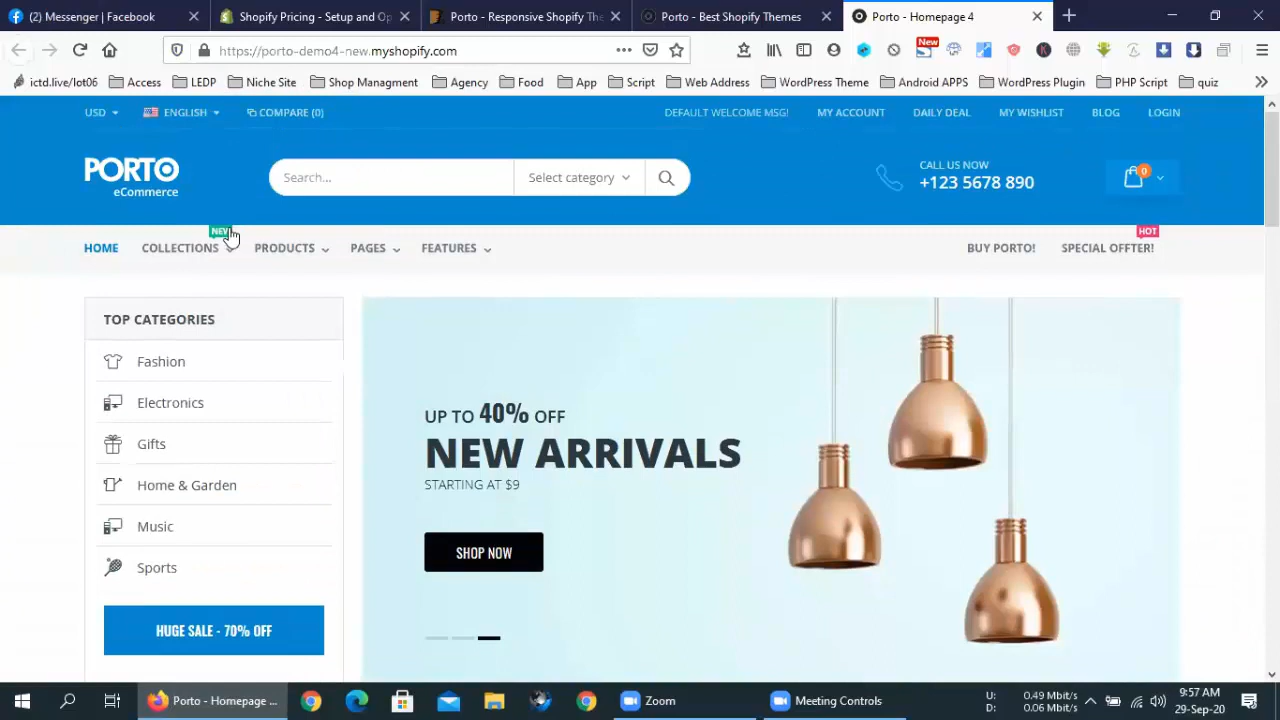 (2) Messenger | Facebook
Shopify Pricing - Setup and Op
Porto - Responsive Shopify The
Porto - Best Shopify Themes
Porto - Homepage 4
https://porto-demo4-new.myshopify.com
New
ictd.live/lot06
Access
LEDP
Niche Site
Shop Managment
Agency
Food
App
Script
Web Address
WordPress Theme
Android APPS
WordPress Plugin
PHP Script
quiz
USD
ENGLISH
COMPARE (0)
DEFAULT WELCOME MSG!
MY ACCOUNT
DAILY DEAL
MY WISHLIST
BLOG
LOGIN
PORTO
eCommerce
Search...
Select category
CALL US NOW
+123 5678 890
0
NEW
HOT
HOME
COLLECTIONS
PRODUCTS
PAGES
FEATURES
BUY PORTO!
SPECIAL OFFTER!
TOP CATEGORIES
Fashion
Electronics
Gifts
Home & Garden
Music
Sports
HUGE SALE - 70% OFF
UP TO 40% OFF
NEW ARRIVALS
STARTING AT $9
SHOP NOW
Porto - Homepage ...
Zoom
Meeting Controls
U: 0.49 Mbit/s
D: 0.06 Mbit/s
9:57 AM
29-Sep-20